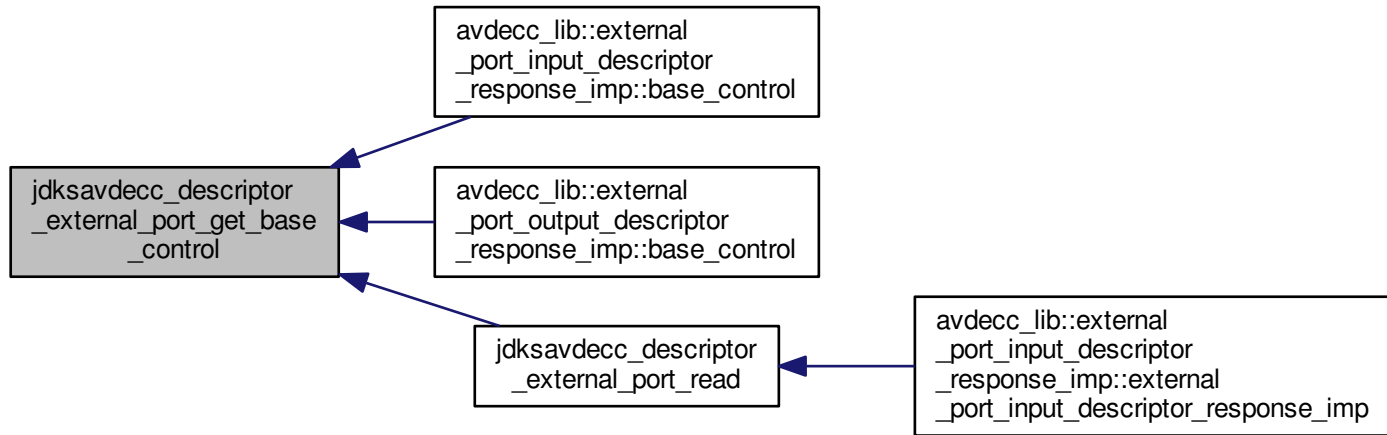 avdecc_lib::external
_port_input_descriptor
_response_imp::base_control
jdksavdecc_descriptor
_external_port_get_base
_control
avdecc_lib::external
_port_output_descriptor
_response_imp::base_control
jdksavdecc_descriptor
_external_port_read
avdecc_lib::external
_port_input_descriptor
_response_imp::external
_port_input_descriptor_response_imp